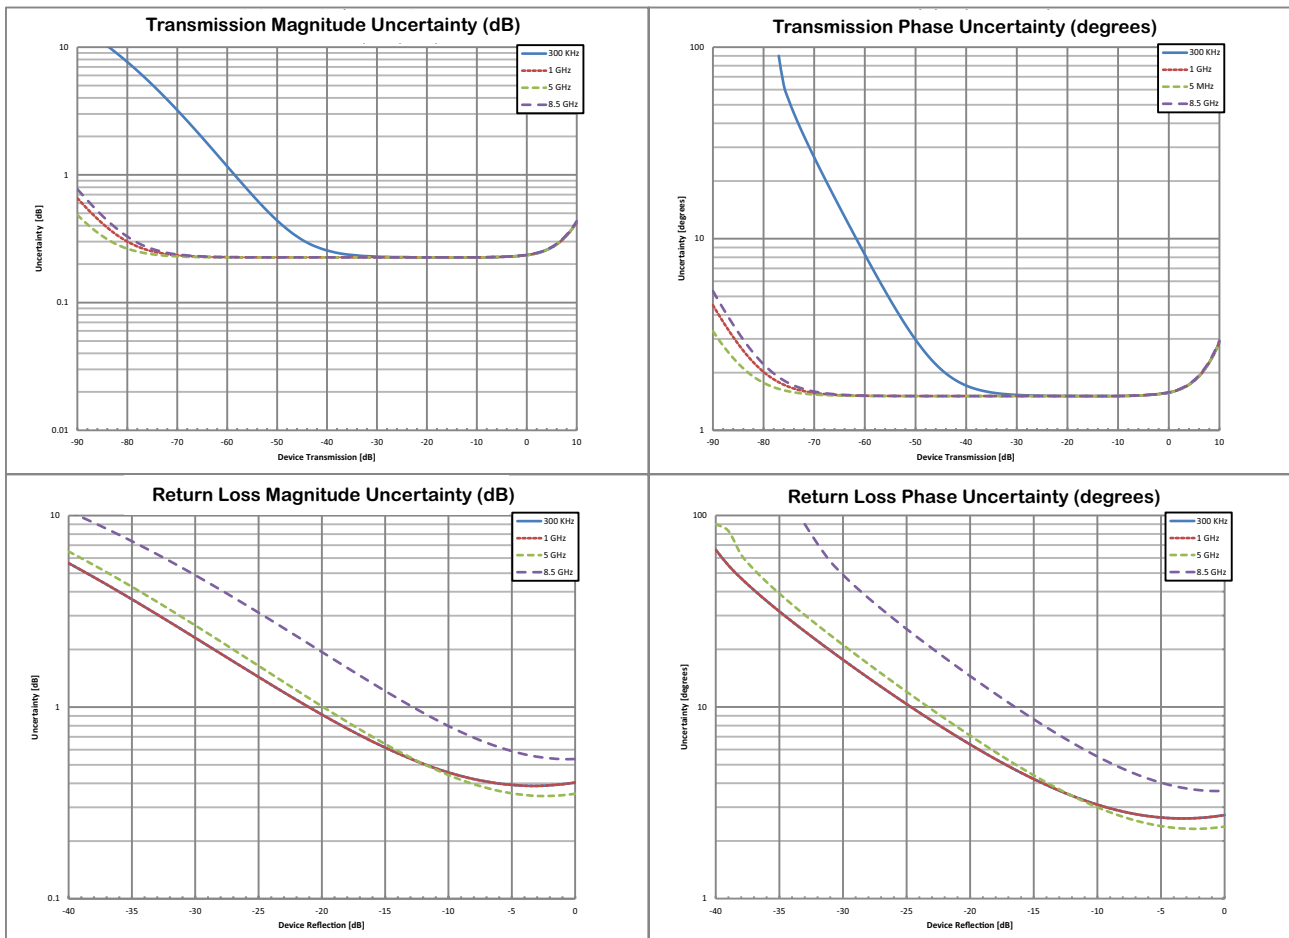 Transmission Magnitude Uncertainty (dB)
10
1
0.1
0.01
Uncertainty [dB]
300 KHz
1 GHz
5 GHz
8.5 GHz
-90 -80 -70 -60 -50 -40 -30 -20 -10 0 10
Device Transmission [dB]
Transmission Phase Uncertainty (degrees)
100
10
1
Uncertainty [degrees]
300 KHz
1 GHz
5 MHz
8.5 GHz
-90 -80 -70 -60 -50 -40 -30 -20 -10 0 10
Device Transmission [dB]
Return Loss Magnitude Uncertainty (dB)
10
1
0.1
Uncertainty [dB]
300 KHz
1 GHz
5 GHz
8.5 GHz
-40 -35 -30 -25 -20 -15 -10 -5 0
Device Reflection [dB]
Return Loss Phase Uncertainty (degrees)
100
10
1
Uncertainty [degrees]
300 KHz
1 GHz
5 GHz
8.5 GHz
-40 -35 -30 -25 -20 -15 -10 -5 0
Device Reflection [dB]